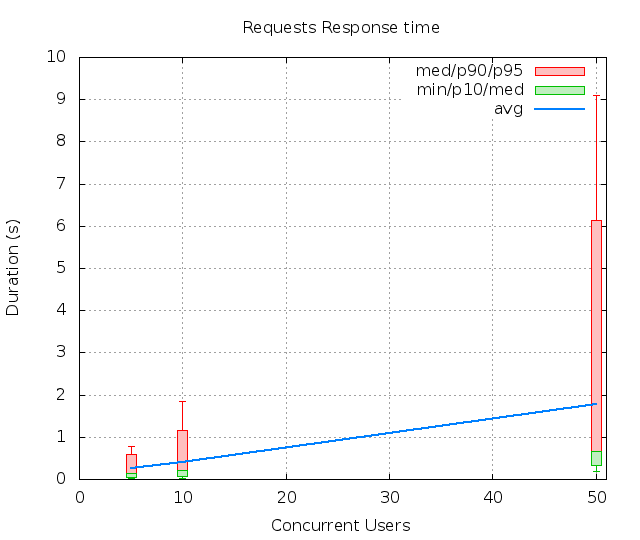 Requests Response time
10
9
8
7
6
5
4
3
2
1
0
Duration (s)
med/p90/p95
min/p10/med
avg
0 10 20 30 40 50
Concurrent Users